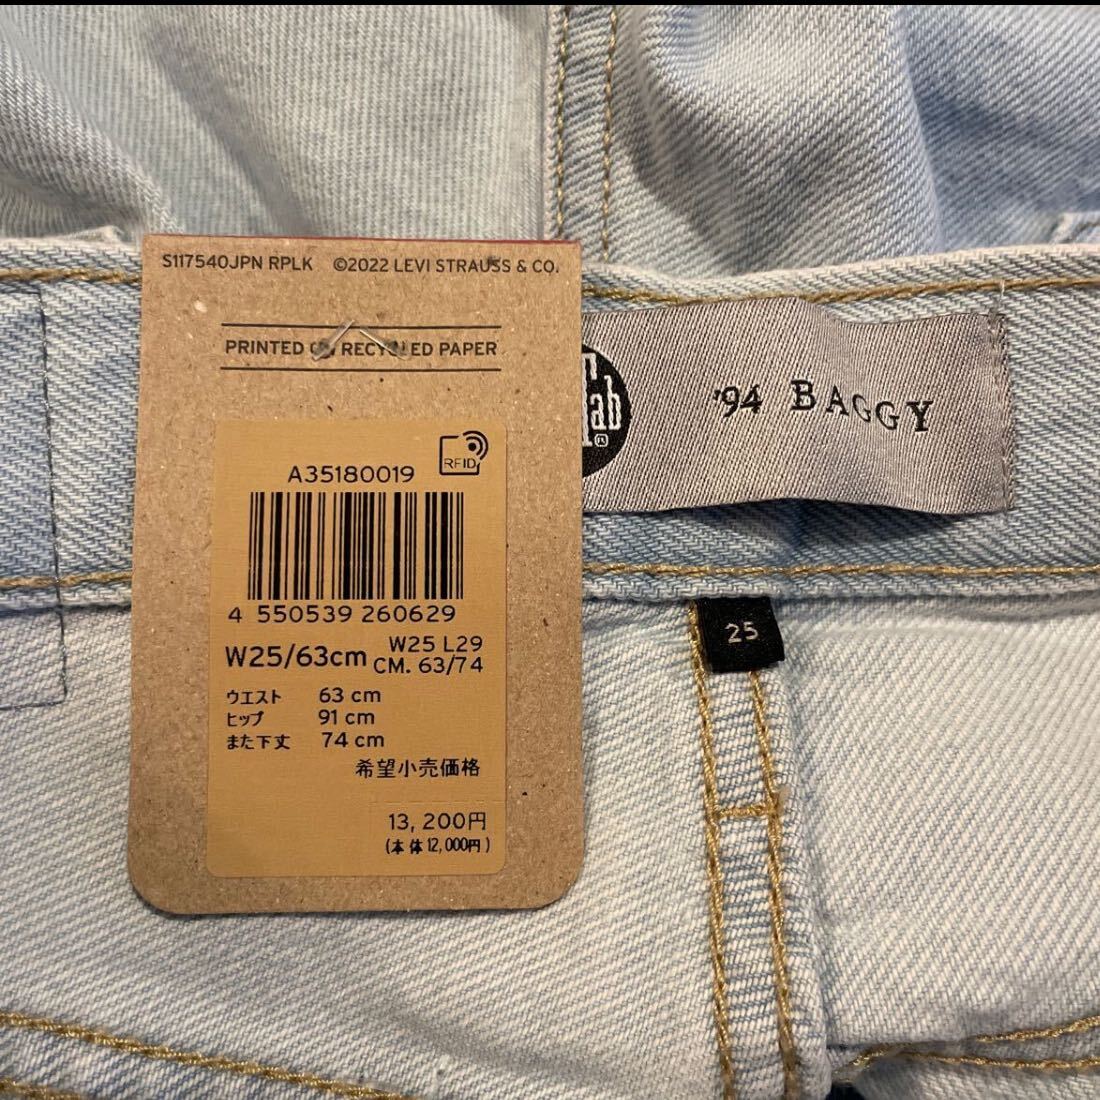 S117540JPN RPLK ©2022 LEVI STRAUSS & CO.
PRINTED ON RECYCLED PAPER
RFID
A35180019
4 550539 260629
W25/63cm
W25 L29
CM. 63/74
ウエスト 63 cm
ヒップ 91 cm
また下丈 74 cm
希望小売価格
13,200円
(本体12,000円)
Tab
'94 BAGGY
25